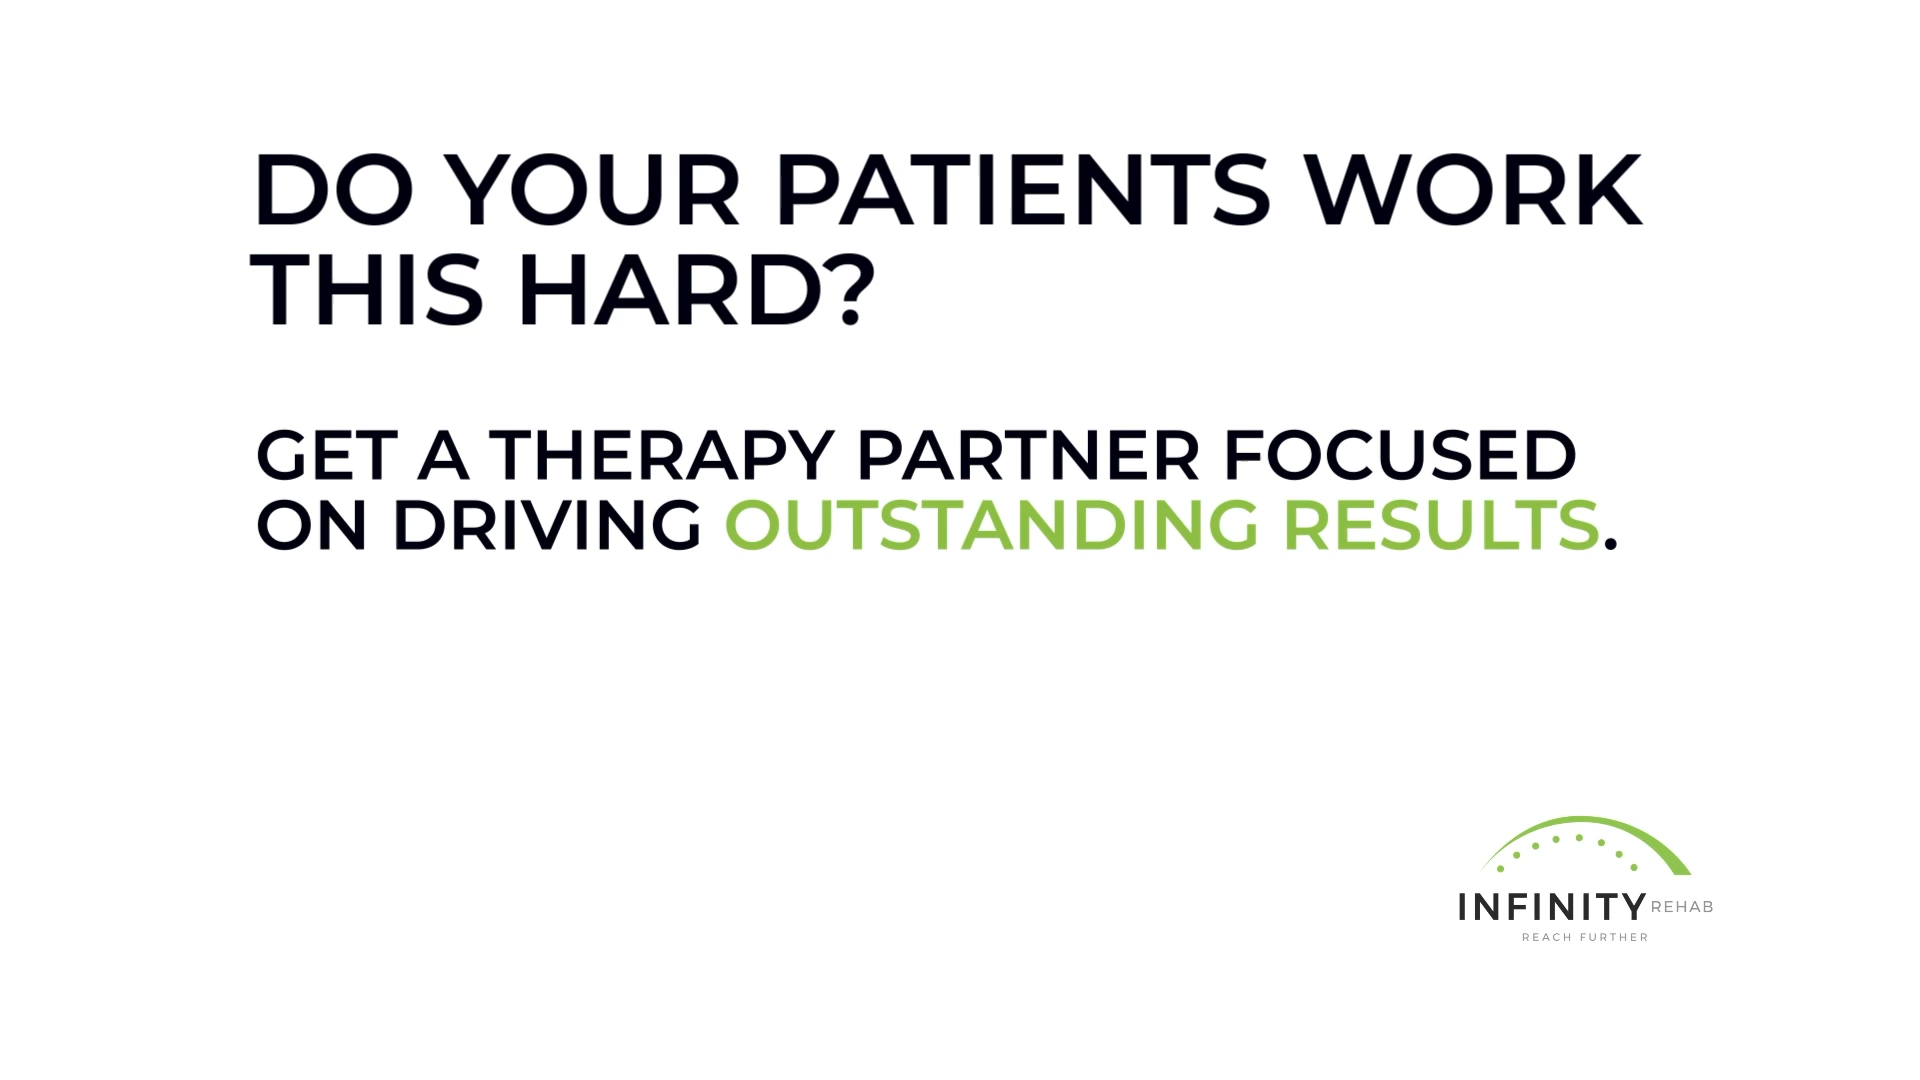 DO YOUR PATIENTS WORK
THIS HARD?
GET A THERAPY PARTNER FOCUSED
ON DRIVING OUTSTANDING RESULTS.
INFINITY REHAB
REACH FURTHER